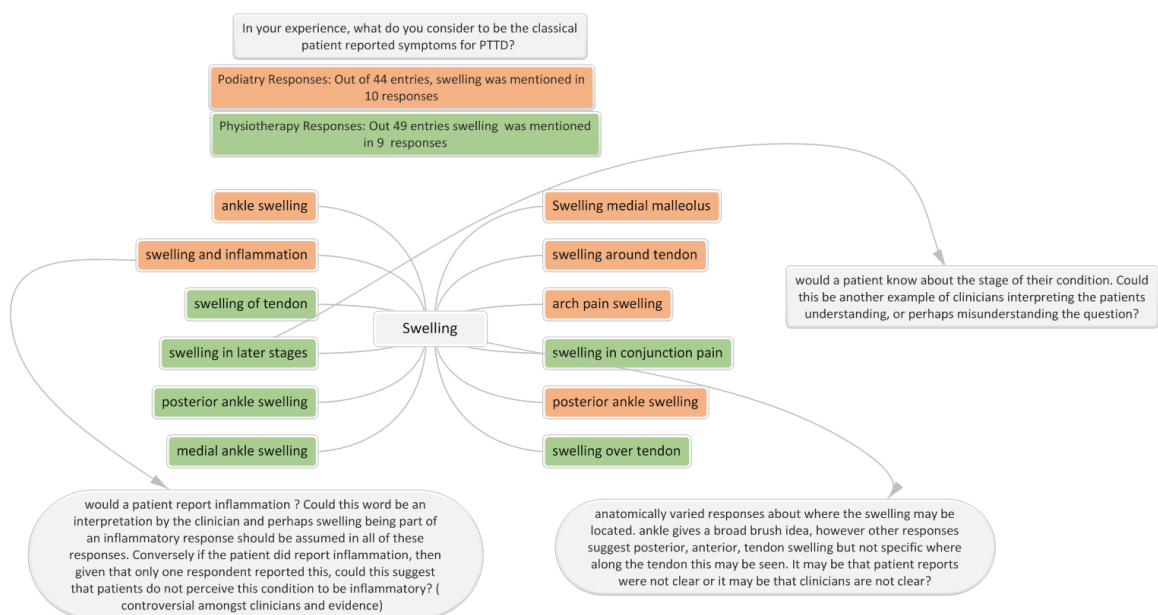 In your experience, what do you consider to be the classical
patient reported symptoms for PTTD?
Podiatry Responses: Out of 44 entries, swelling was mentioned in
10 responses
Physiotherapy Responses: Out 49 entries swelling was mentioned
in 9 responses
ankle swelling
Swelling medial malleolus
swelling and inflammation
swelling around tendon
swelling of tendon
arch pain swelling
Swelling
swelling in later stages
swelling in conjunction pain
posterior ankle swelling
posterior ankle swelling
medial ankle swelling
swelling over tendon
would a patient know about the stage of their condition. Could
this be another example of clinicians interpreting the patients
understanding, or perhaps misunderstanding the question?
would a patient report inflammation ? Could this word be an
interpretation by the clinician and perhaps swelling being part of
an inflammatory response should be assumed in all of these
responses. Conversely if the patient did report inflammation, then
given that only one respondent reported this, could this suggest
that patients do not perceive this condition to be inflammatory? (
controversial amongst clinicians and evidence)
anatomically varied responses about where the swelling may be
located. ankle gives a broad brush idea, however other responses
suggest posterior, anterior, tendon swelling but not specific where
along the tendon this may be seen. It may be that patient reports
were not clear or it may be that clinicians are not clear?